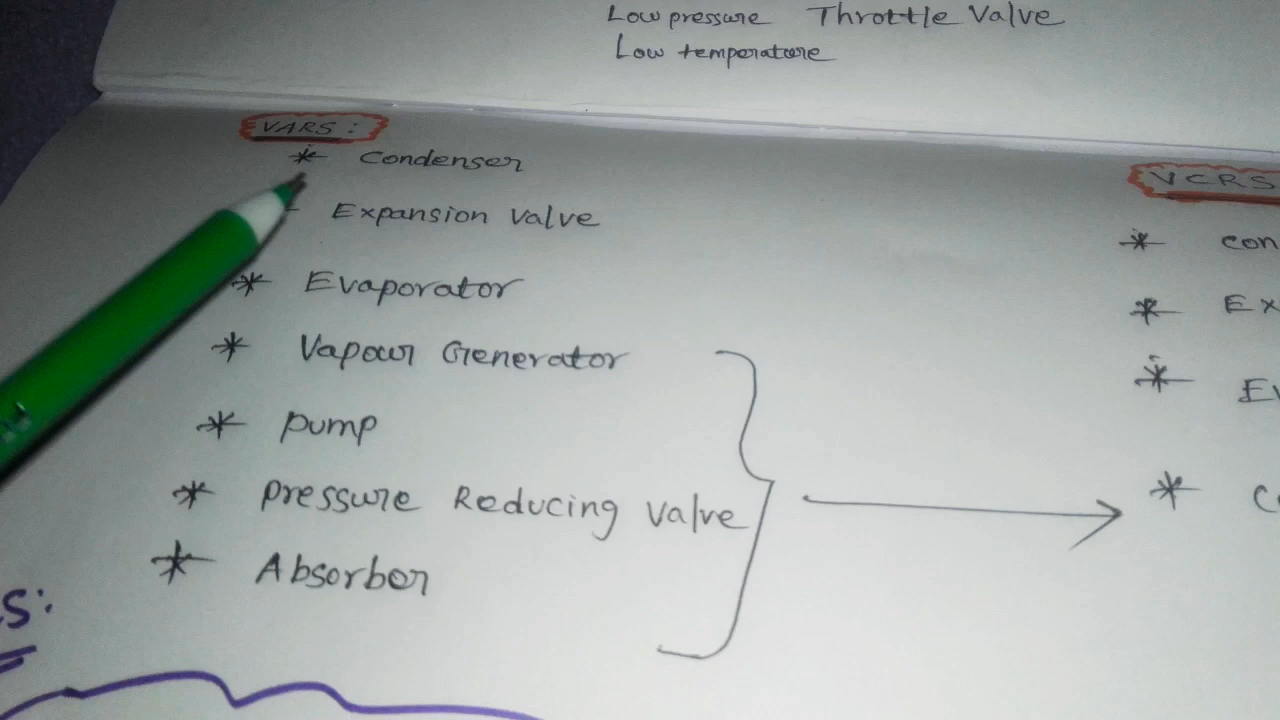 Low pressure Throttle Valve
Low temperature
VARS :
* Condenser
Expansion Valve
* Evaporator
* Vapour Generator
* Pump
* Pressure Reducing Valve
* Absorber
VCRS
* con
* Ex
* Ev
* C
s: